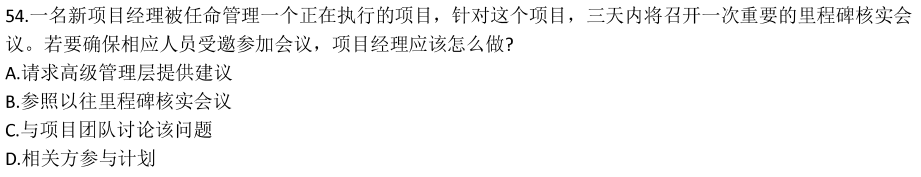 54.一名新项目经理被任命管理一个正在执行的项目，针对这个项目，三天内将召开一次重要的里程碑核实会
议。若要确保相应人员受邀参加会议，项目经理应该怎么做?
A.请求高级管理层提供建议
B.参照以往里程碑核实会议
C.与项目团队讨论该问题
D.相关方参与计划